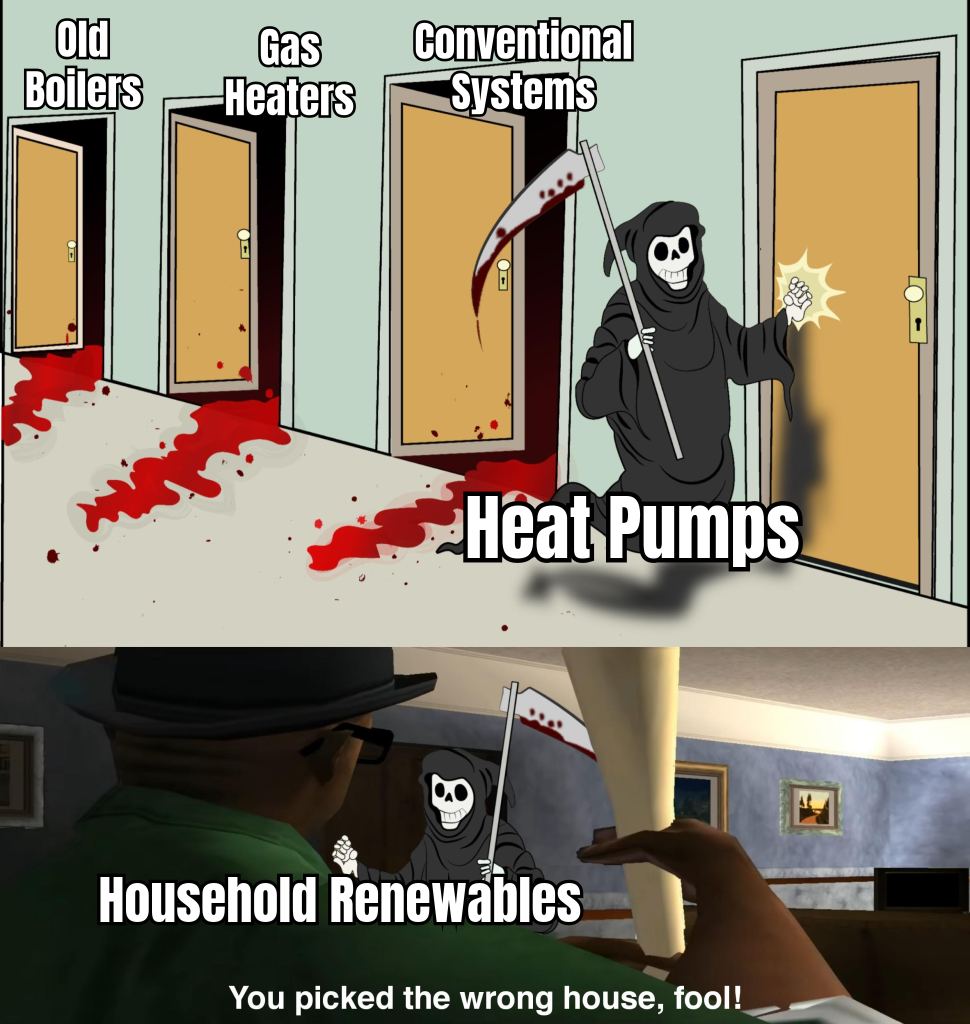 Old
Boilers
Gas
Heaters
Conventional
Systems
Heat Pumps
Household Renewables
You picked the wrong house, fool!